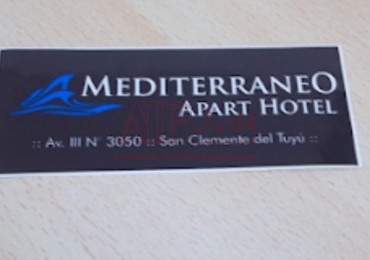 MEDITERRANEO
APART HOTEL
:: Av. III N° 3050 :: San Clemente del Tuyú ::